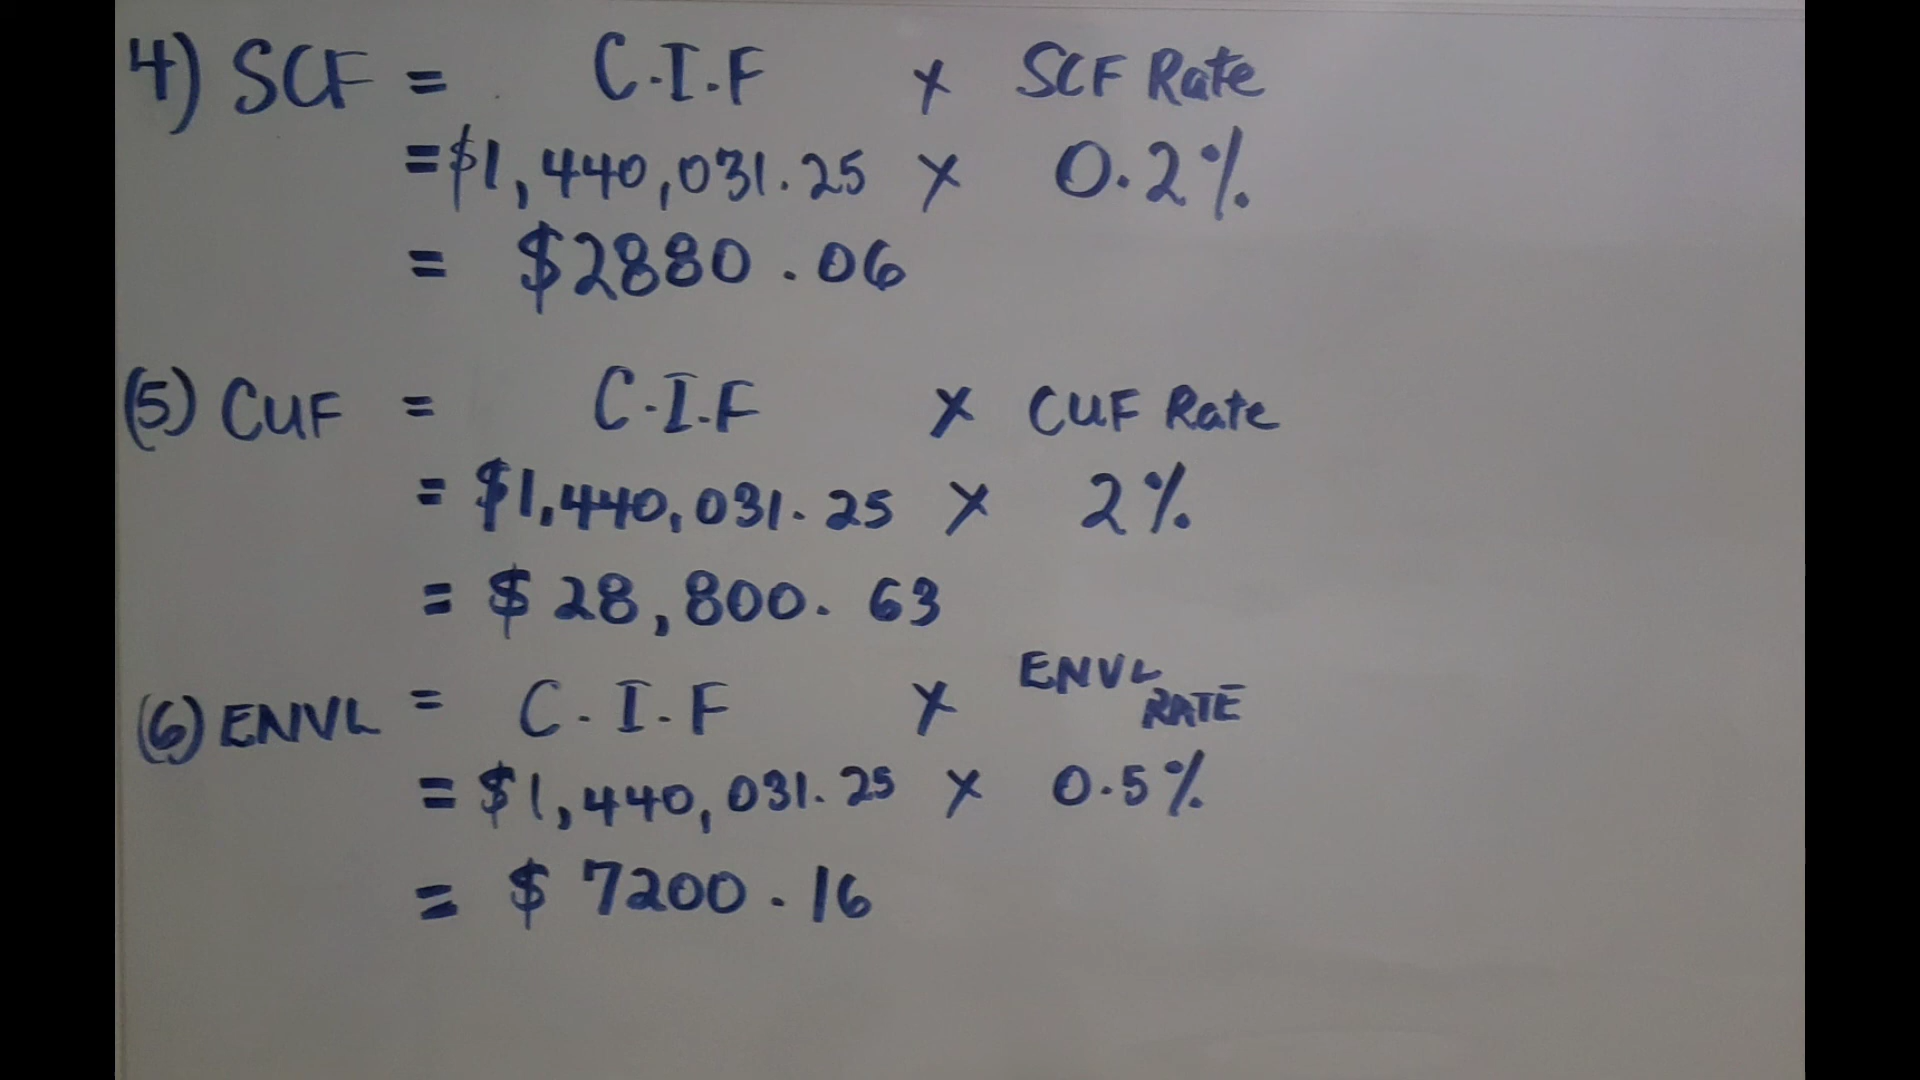 4) SCF = C.I.F x SCF Rate
= $1,440,031.25 x 0.2%
= $2880.06
(5) CUF = C.I.F x CUF Rate
= $1,440,031.25 x 2%
= $28,800.63
(6) ENVL = C.I.F x ENVL RATE
= $1,440,031.25 x 0.5%
= $7200.16